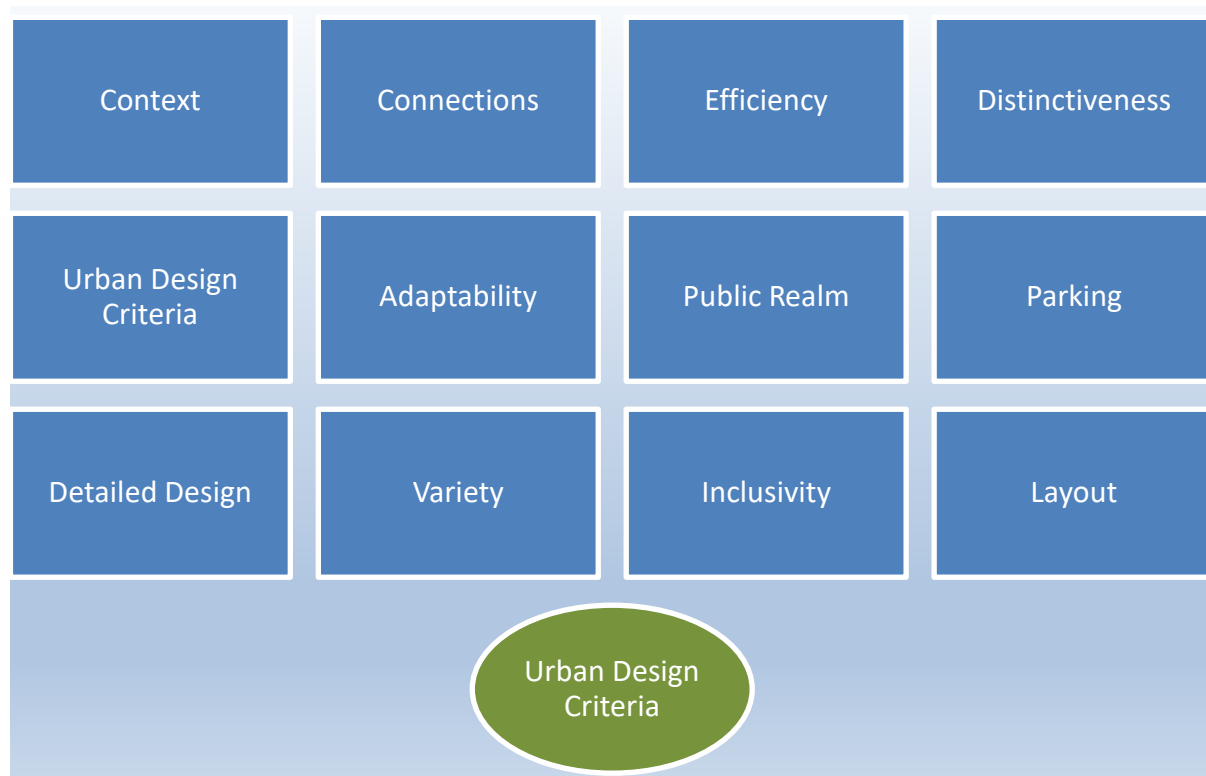 Context
Connections
Efficiency
Distinctiveness
Urban Design
Criteria
Adaptability
Public Realm
Parking
Detailed Design
Variety
Inclusivity
Layout
Urban Design
Criteria